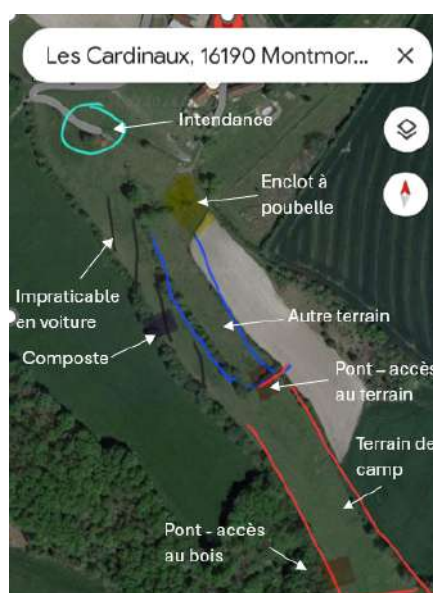 Les Cardinaux, 16190 Montmor...
Intendance
Enclot à
poubelle
Impraticable
en voiture
Autre terrain
Composte
Pont – accès
au terrain
Terrain de
camp
Pont - accès
au bois